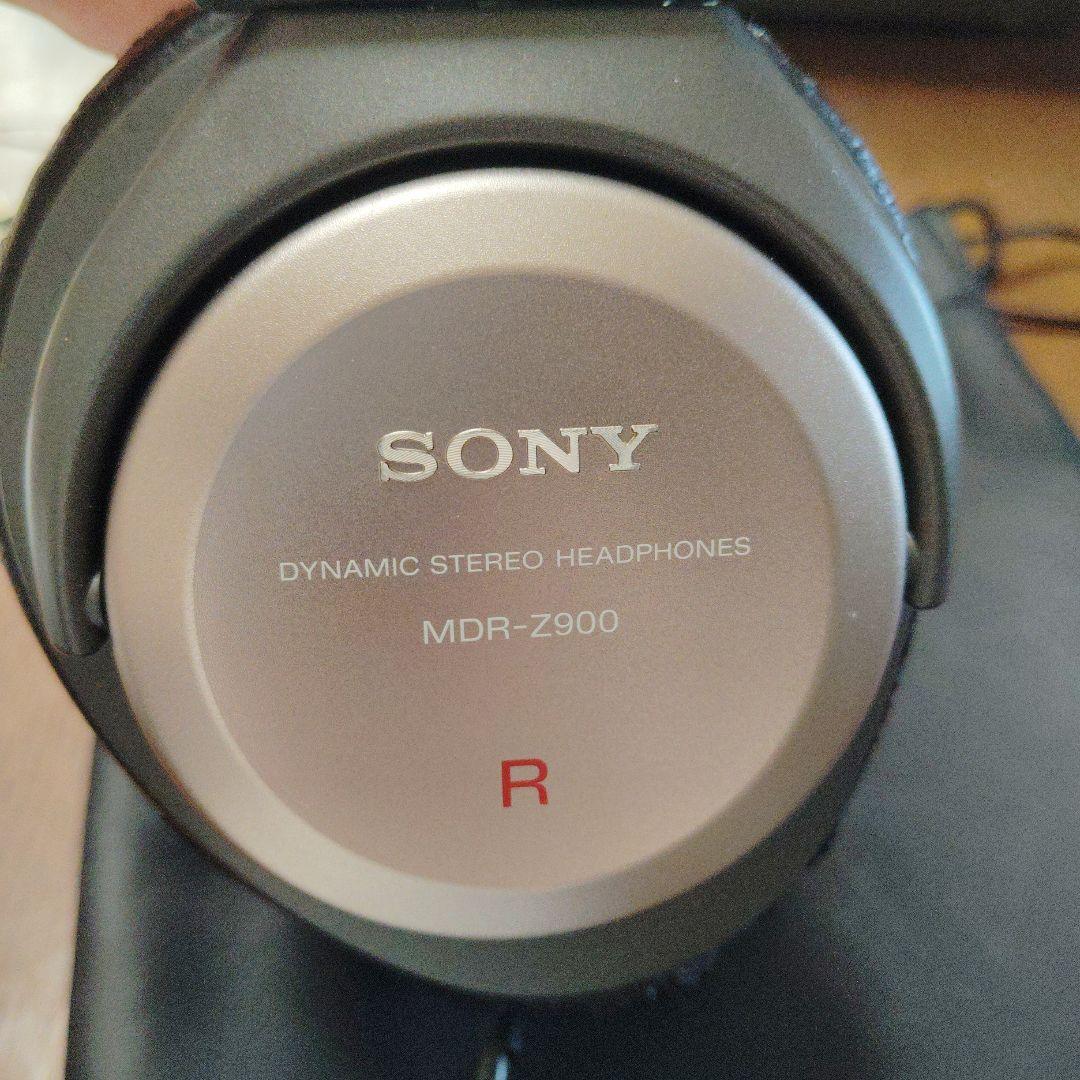 SONY
DYNAMIC STEREO HEADPHONES
MDR-Z900
R